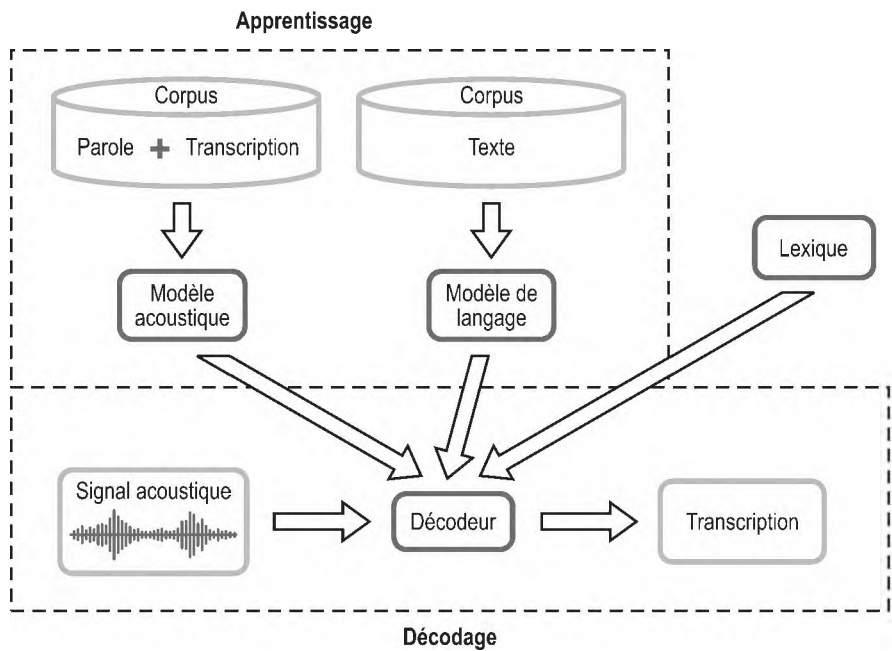 Apprentissage
Corpus
Parole + Transcription
Corpus
Texte
Lexique
Modèle
acoustique
Modèle de
langage
Signal acoustique
Décodeur
Transcription
Décodage